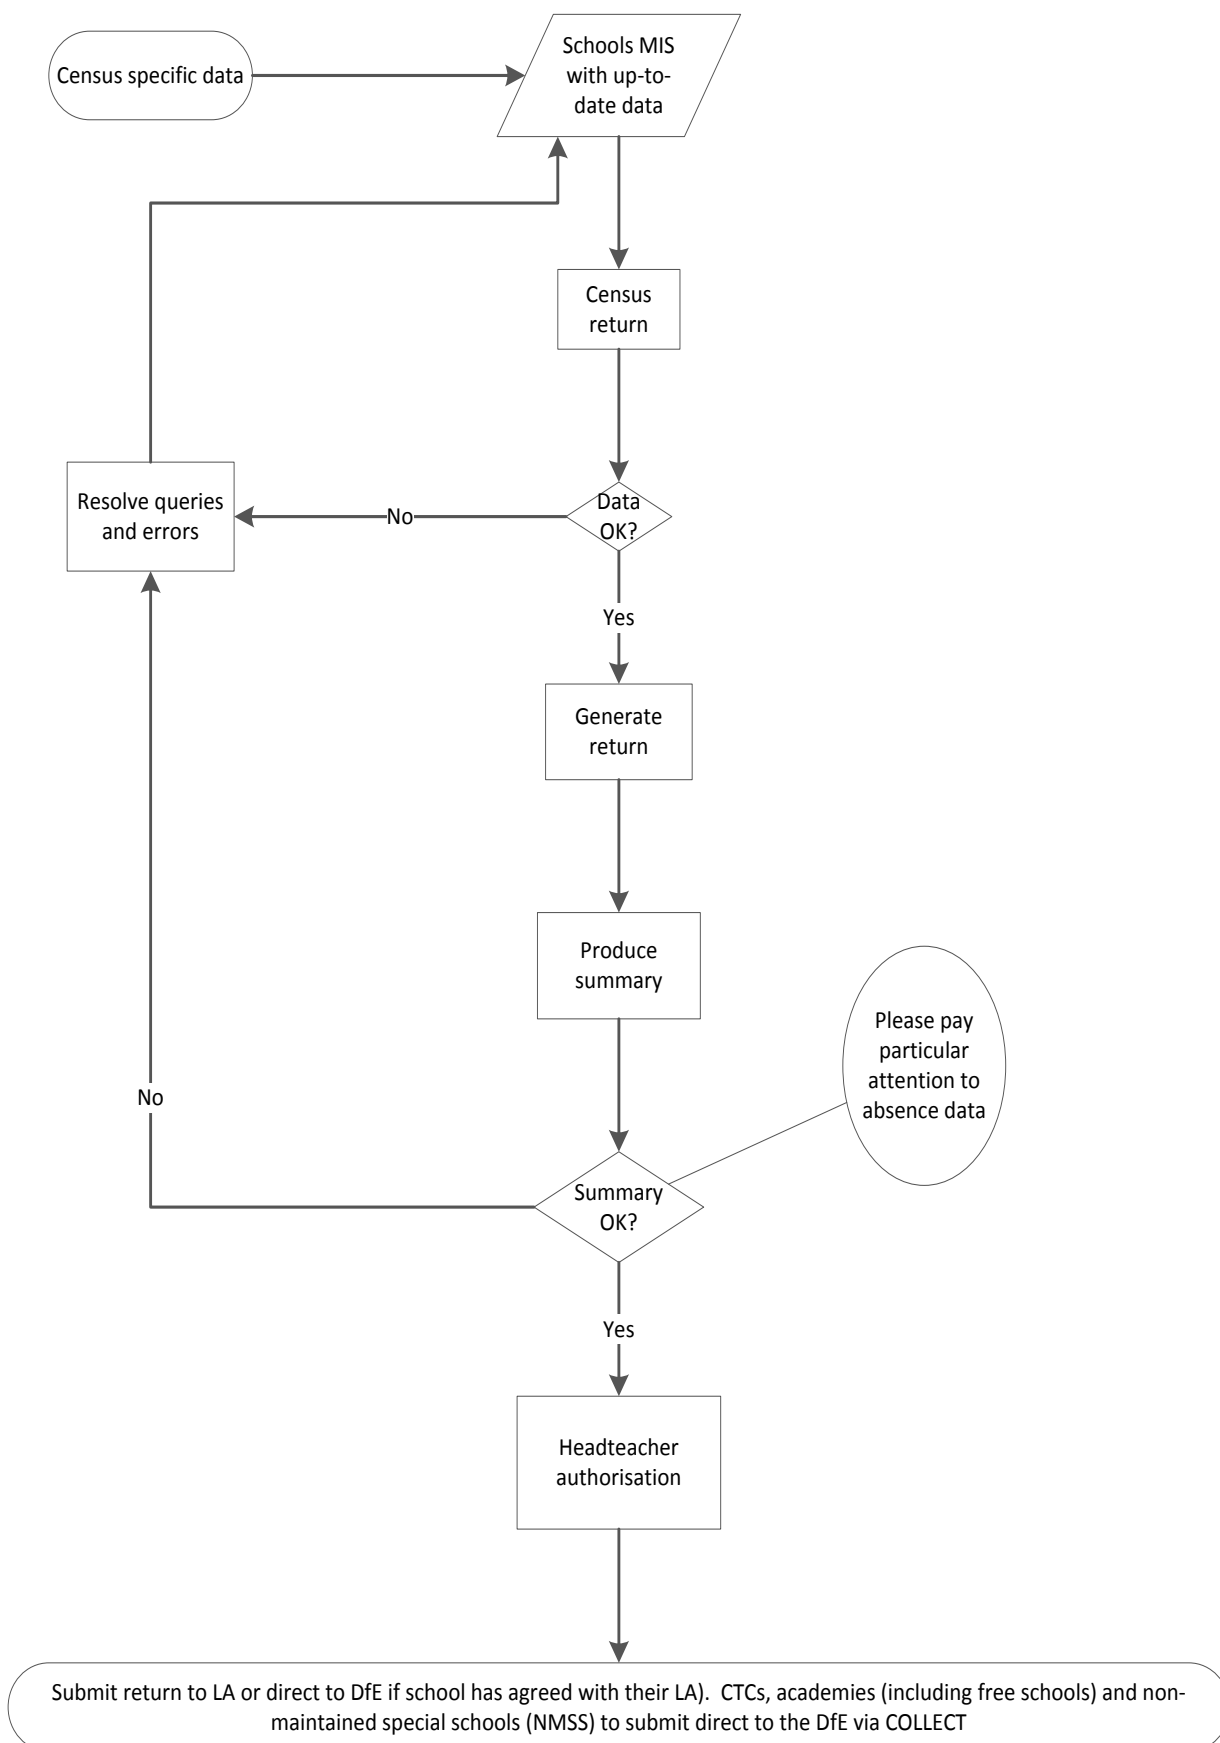 Census specific data
Schools MIS
with up-to-
date data
Census
return
Resolve queries
and errors
No
Data
OK?
Yes
Generate
return
Produce
summary
Please pay
particular
attention to
absence data
No
Summary
OK?
Yes
Headteacher
authorisation
Submit return to LA or direct to DfE if school has agreed with their LA).  CTCs, academies (including free schools) and non-
maintained special schools (NMSS) to submit direct to the DfE via COLLECT